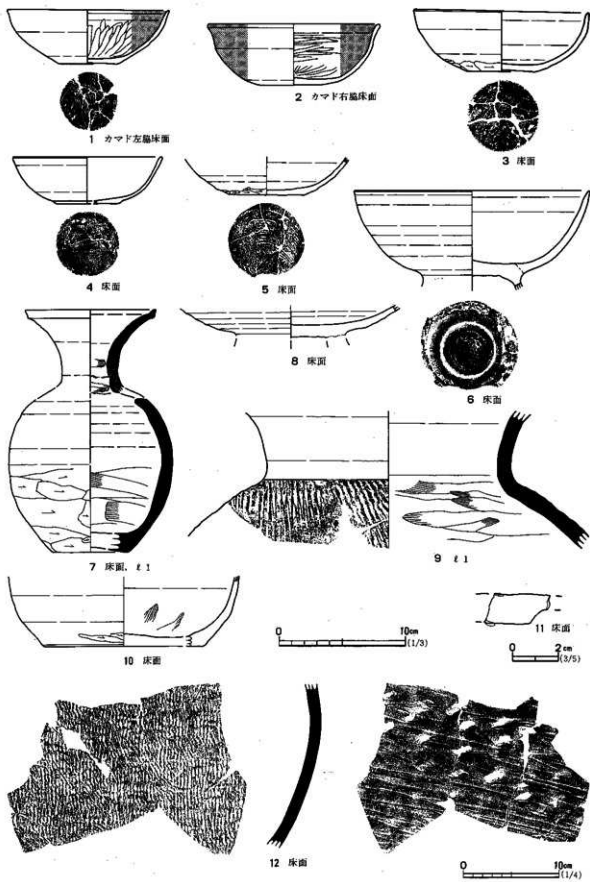 1 カマド左脇床面
2 カマド右脇床面
3 床面
4 床面
5 床面
6 床面
8 床面
7 床面、ℓ1
9 ℓ1
10 床面
0 10cm
(1/3)
11 床面
0 2cm
(3/5)
12 床面
0 10cm
(1/4)